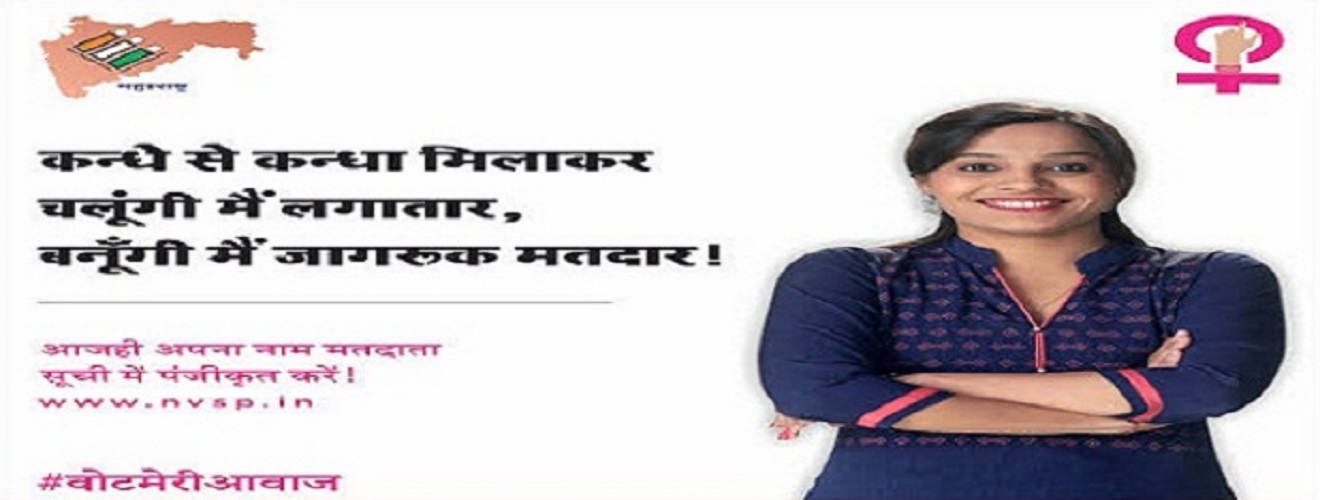 महाराष्ट्र
कन्धे से कन्धा मिलाकर
चलूंगी मैं लगातार,
बनूँगी मैं जागरूक मतदार!
आजही अपना नाम मतदाता
सूची में पंजीकृत करें!
www.nvsp.in
#वोटमेरीआवाज